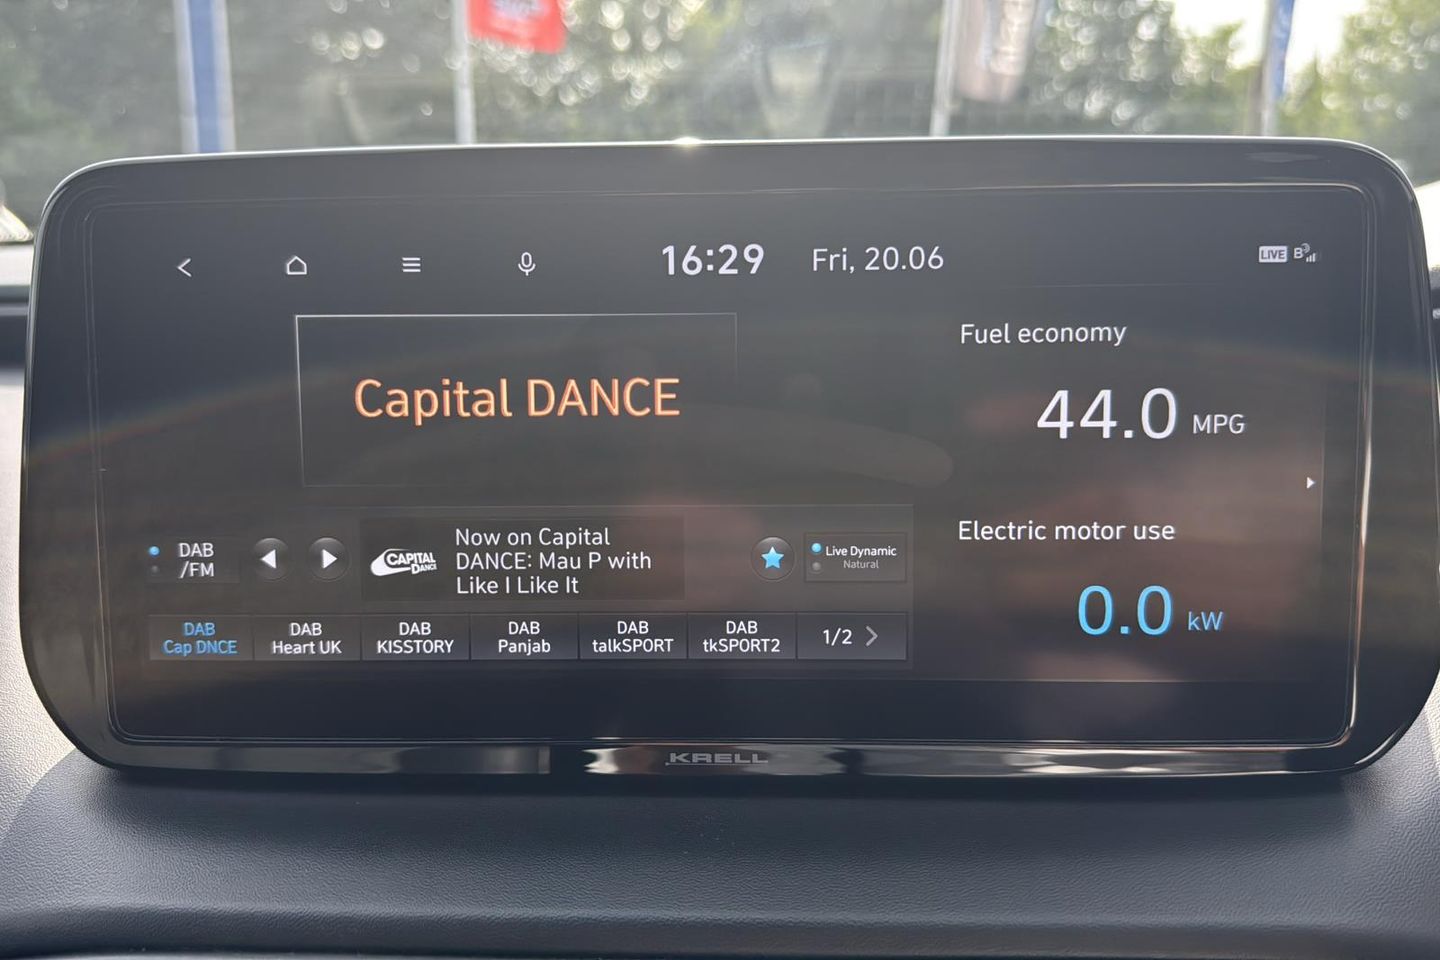 16:29 Fri, 20.06
LIVE B
Capital DANCE
Fuel economy
44.0 MPG
DAB
/FM
CAPITAL
DANCE
Now on Capital
DANCE: Mau P with
Like I Like It
Live Dynamic
Natural
Electric motor use
0.0 kW
DAB
Cap DNCE
DAB
Heart UK
DAB
KISSTORY
DAB
Panjab
DAB
talkSPORT
DAB
tkSPORT2
1/2
KRELL